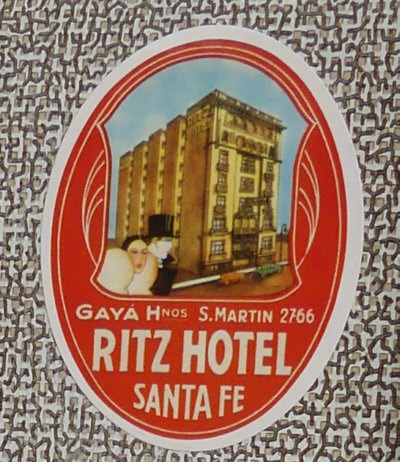 GAYÁ HNOS S. MARTIN 2766
RITZ HOTEL
SANTA FE